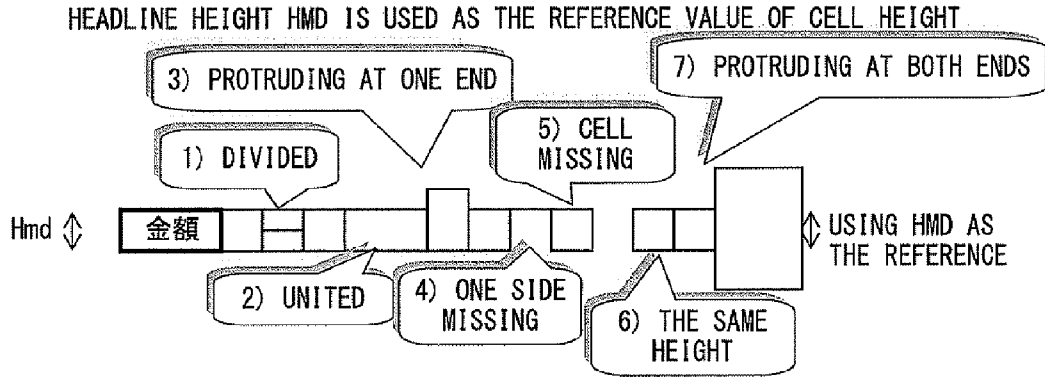 HEADLINE HEIGHT HMD IS USED AS THE REFERENCE VALUE OF CELL HEIGHT
3) PROTRUDING AT ONE END
7) PROTRUDING AT BOTH ENDS
5) CELL
MISSING
1) DIVIDED
Hmd
金額
USING HMD AS
THE REFERENCE
2) UNITED
4) ONE SIDE
MISSING
6) THE SAME
HEIGHT